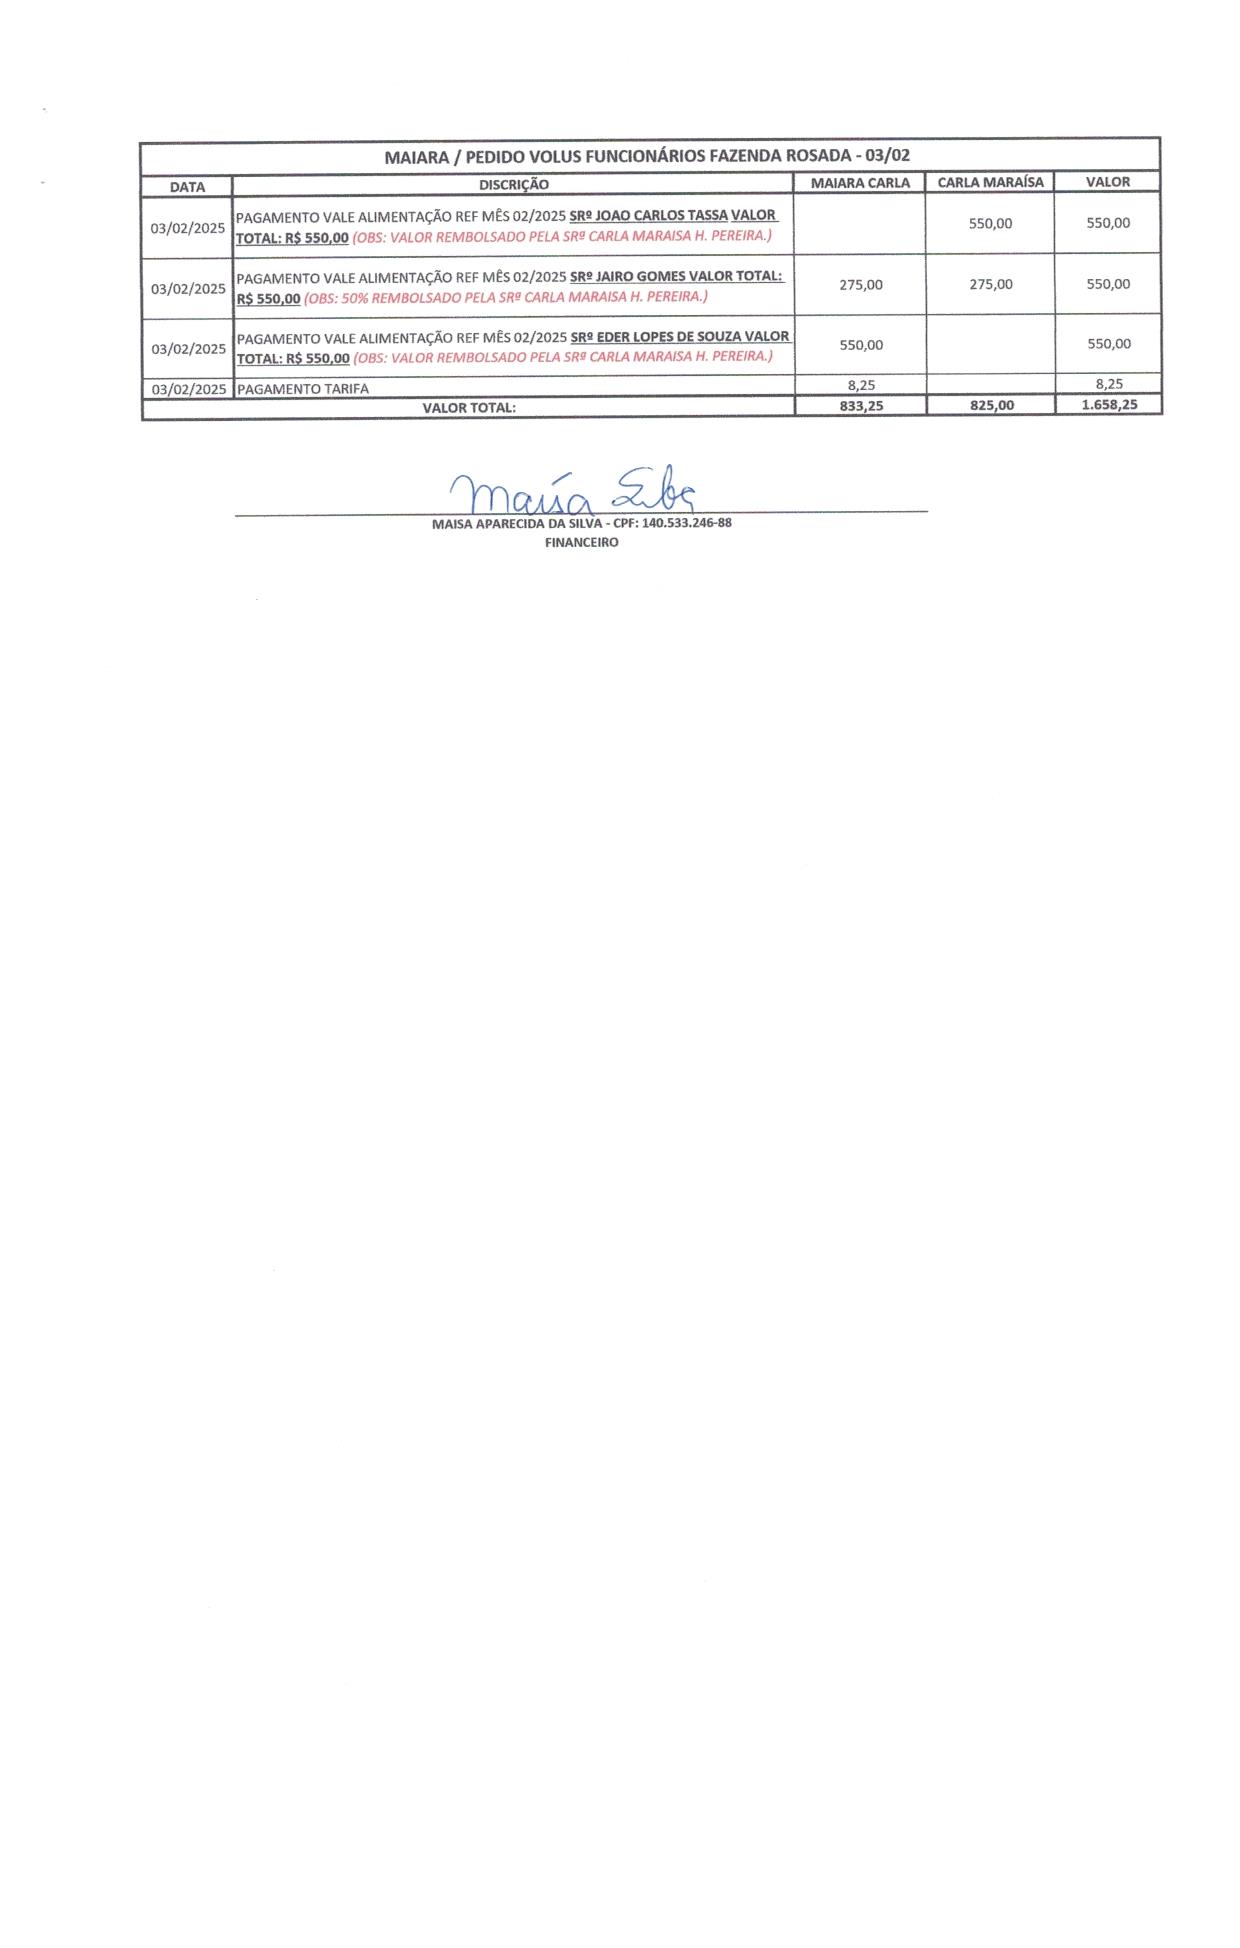 MAIARA / PEDIDO VOLUS FUNCIONÁRIOS FAZENDA ROSADA - 03/02
DATA DISCRIÇÃO MAIARA CARLA CARLA MARAÍSA VALOR
03/02/2025 PAGAMENTO VALE ALIMENTAÇÃO REF MÊS 02/2025 SRº JOAO CARLOS TASSA VALOR
TOTAL: R$ 550,00 (OBS: VALOR REMBOLSADO PELA SRª CARLA MARAISA H. PEREIRA.) 550,00 550,00
03/02/2025 PAGAMENTO VALE ALIMENTAÇÃO REF MÊS 02/2025 SRº JAIRO GOMES VALOR TOTAL:
R$ 550,00 (OBS: 50% REMBOLSADO PELA SRª CARLA MARAISA H. PEREIRA.) 275,00 275,00 550,00
03/02/2025 PAGAMENTO VALE ALIMENTAÇÃO REF MÊS 02/2025 SRº EDER LOPES DE SOUZA VALOR
TOTAL: R$ 550,00 (OBS: VALOR REMBOLSADO PELA SRª CARLA MARAISA H. PEREIRA.) 550,00 550,00
03/02/2025 PAGAMENTO TARIFA 8,25 8,25
VALOR TOTAL: 833,25 825,00 1.658,25
Maísa Silva
MAISA APARECIDA DA SILVA - CPF: 140.533.246-88
FINANCEIRO